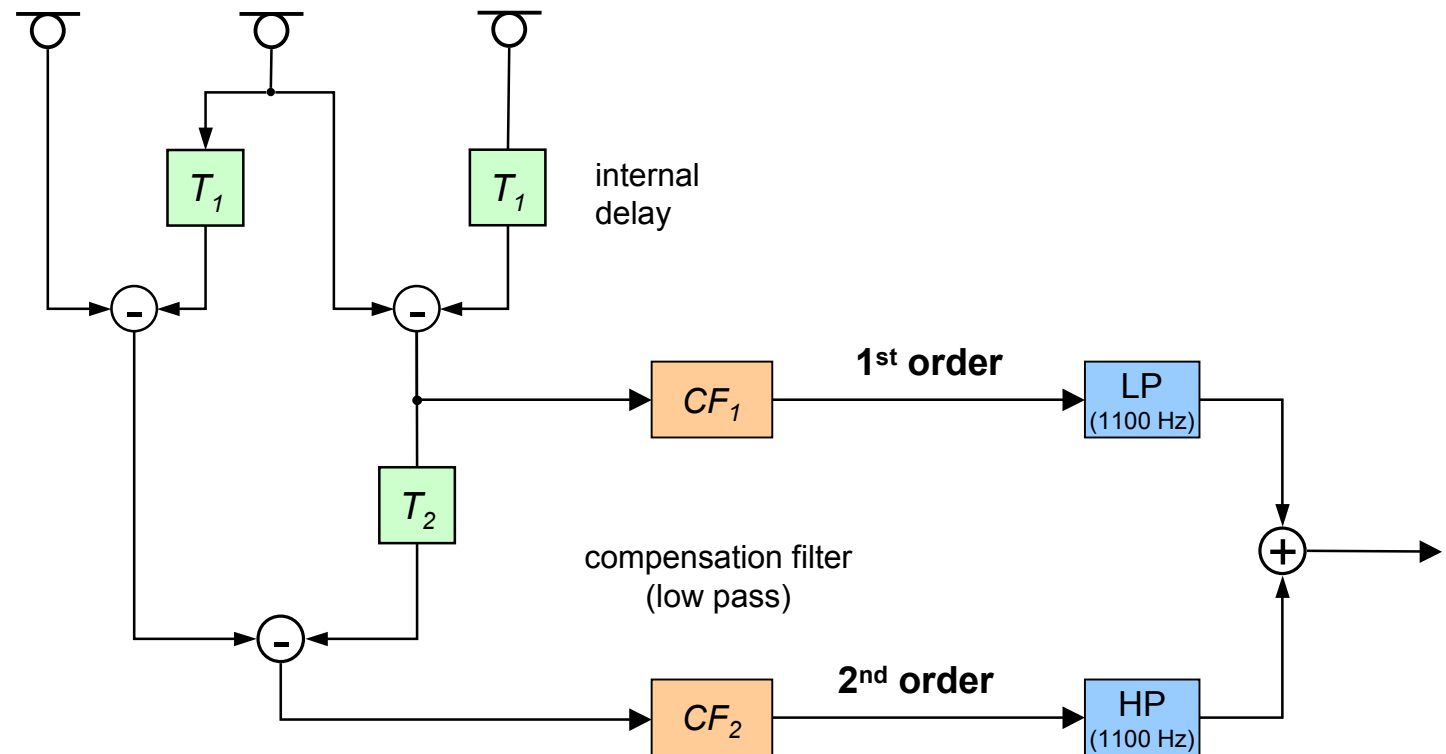 T1
T1
internal
delay
-
-
CF1
1st order
LP
(1100 Hz)
T2
+
compensation filter
(low pass)
-
CF2
2nd order
HP
(1100 Hz)